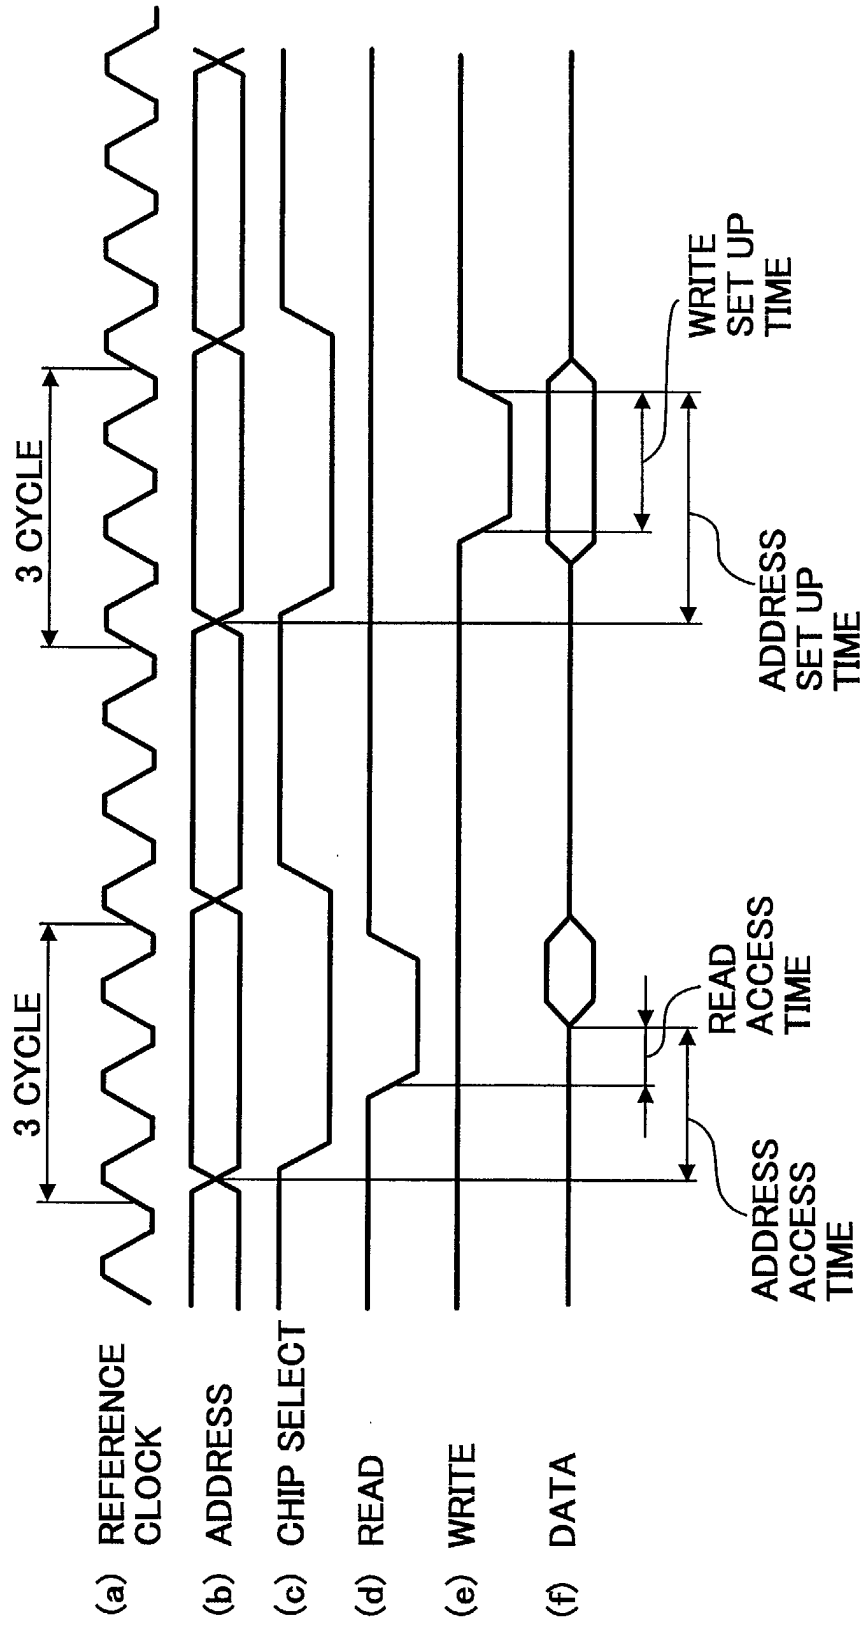 3 CYCLE
3 CYCLE
(a) REFERENCE
CLOCK
(b) ADDRESS
(c) CHIP SELECT
(d) READ
(e) WRITE
(f) DATA
ADDRESS
ACCESS
TIME
READ
ACCESS
TIME
ADDRESS
SET UP
TIME
WRITE
SET UP
TIME